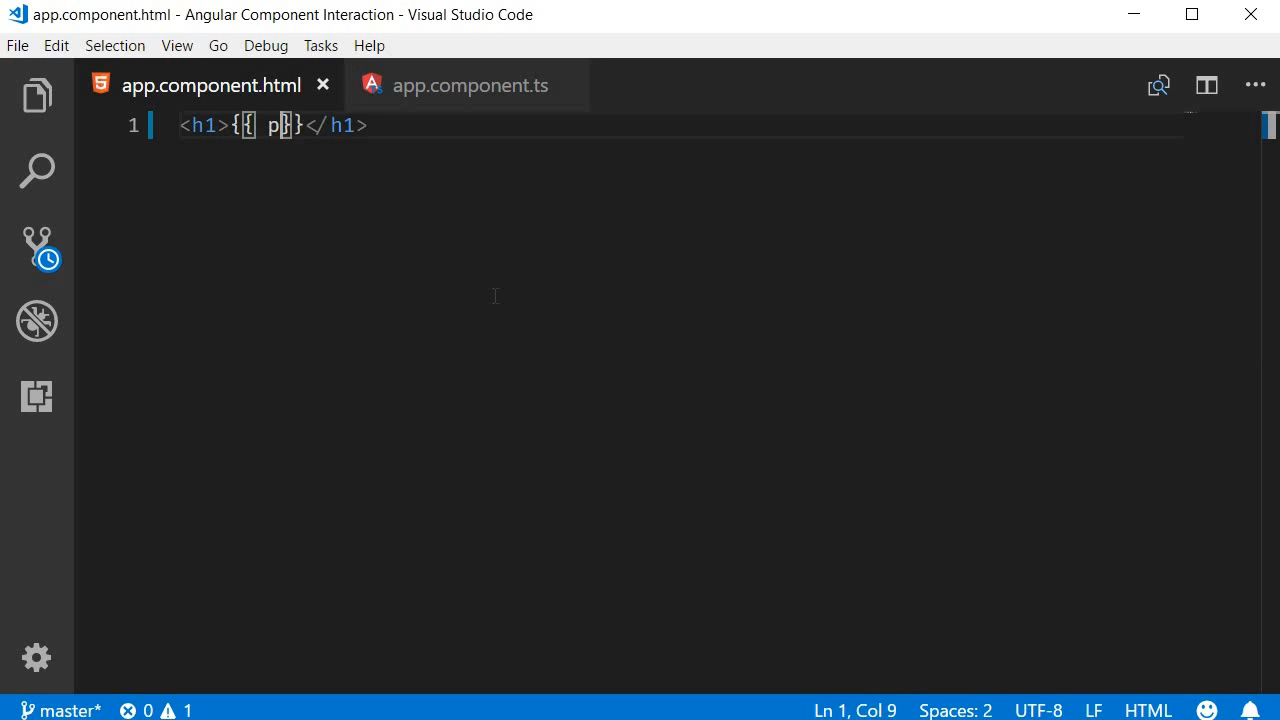 app.component.html - Angular Component Interaction - Visual Studio Code
File Edit Selection View Go Debug Tasks Help
app.component.html app.component.ts
1 <h1>{{ p}}</h1>
master* 0 1 Ln 1, Col 9 Spaces: 2 UTF-8 LF HTML